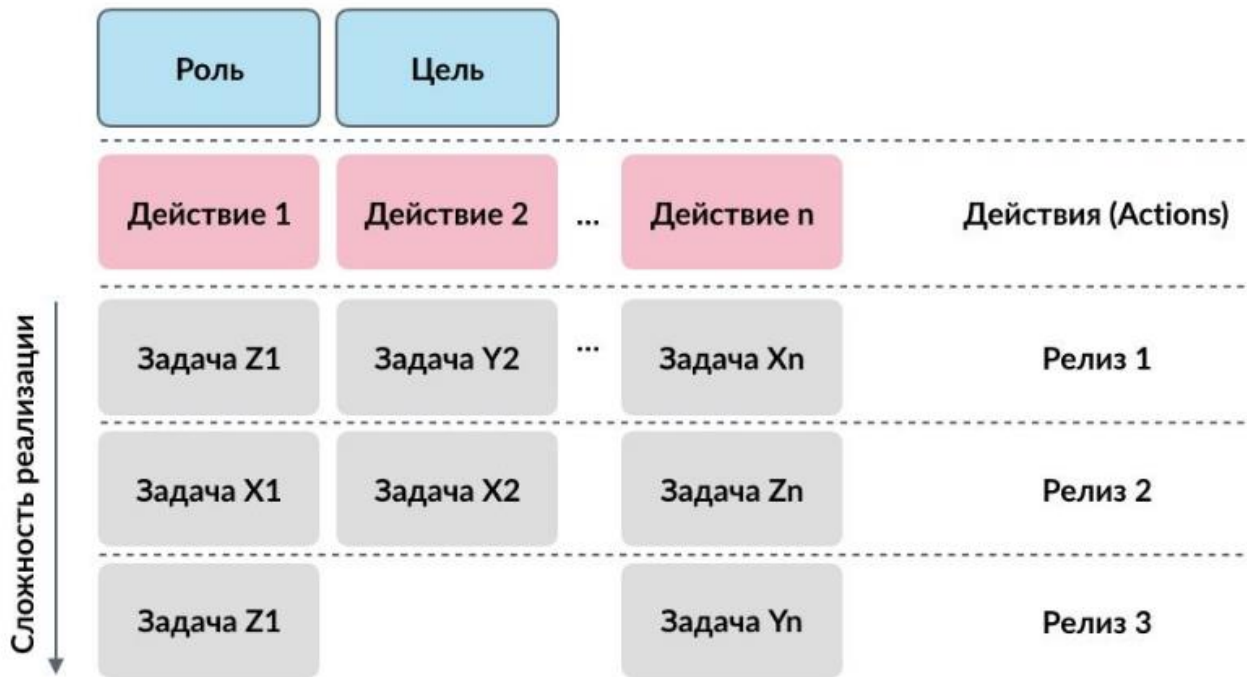 Роль Цель
Действие 1 Действие 2 ... Действие n Действия (Actions)
Сложность реализации
Задача Z1 Задача Y2 ... Задача Xn Релиз 1
Задача X1 Задача X2 Задача Zn Релиз 2
Задача Z1 Задача Yn Релиз 3